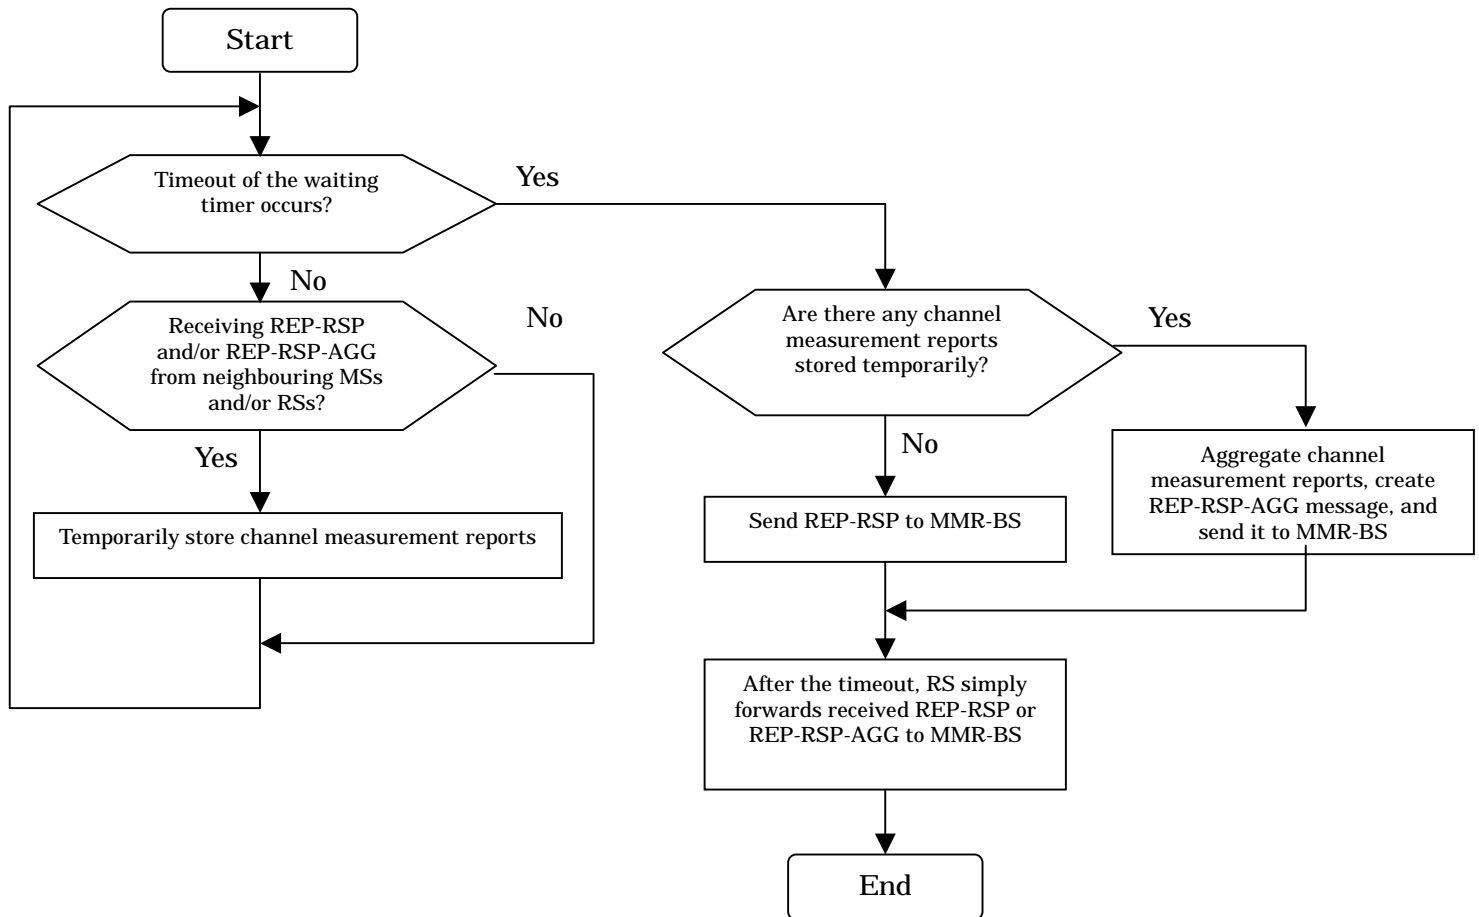 Start
Timeout of the waiting
timer occurs?
Yes
No
Receiving REP-RSP
and/or REP-RSP-AGG
from neighbouring MSs
and/or RSs?
No
Yes
Temporarily store channel measurement reports
Are there any channel
measurement reports
stored temporarily?
Yes
No
Send REP-RSP to MMR-BS
Aggregate channel
measurement reports, create
REP-RSP-AGG message, and
send it to MMR-BS
After the timeout, RS simply
forwards received REP-RSP or
REP-RSP-AGG to MMR-BS
End